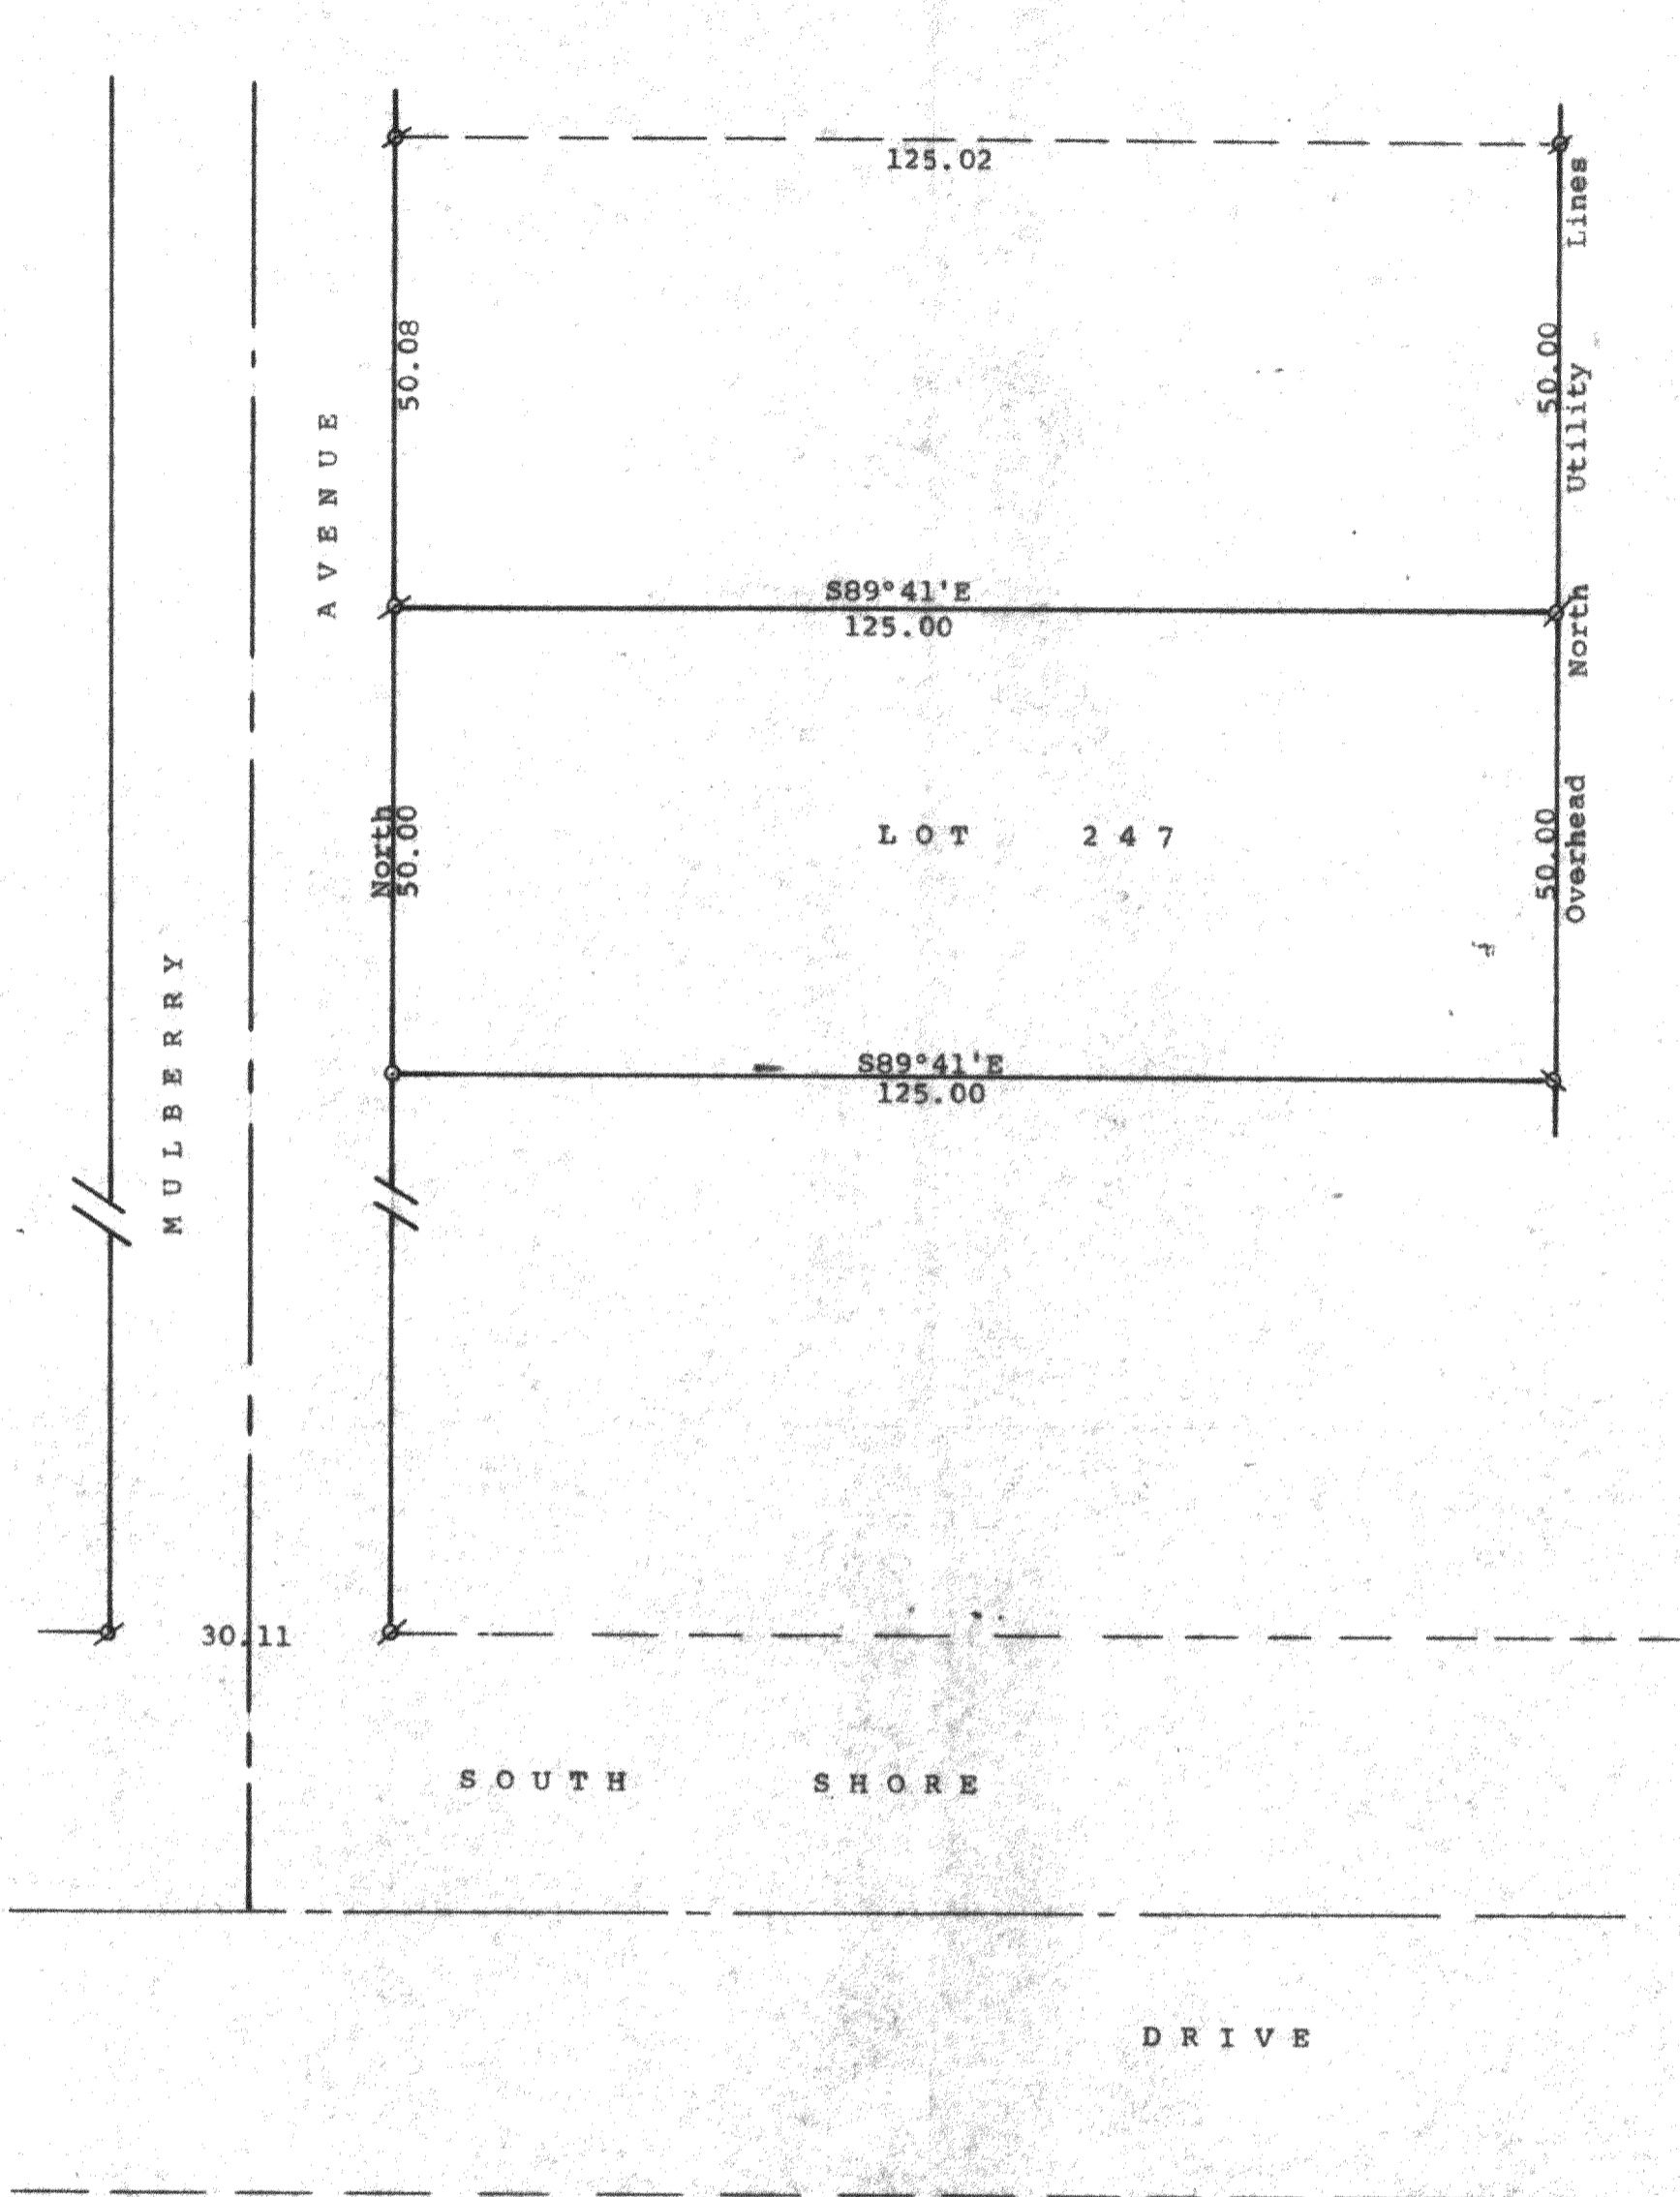 125.02
Lines
50.08
50.00
Utility
AVENUE
S89°41'E
125.00
North
North
50.00
LOT 247
50.00
Overhead
MULBERRY
S89°41'E
125.00
30.11
SOUTH SHORE
DRIVE